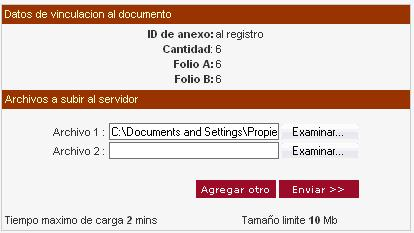 Datos de vinculacion al documento
ID de anexo: al registro
Cantidad: 6
Folio A: 6
Folio B: 6
Archivos a subir al servidor
Archivo 1 : C:\Documents and Settings\Propie Examinar...
Archivo 2 : Examinar...
Agregar otro Enviar >>
Tiempo maximo de carga 2 mins Tamaño limite 10 Mb